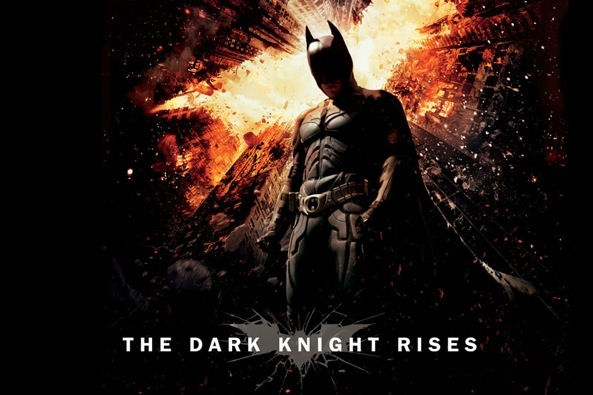 THE DARK KNIGHT RISES